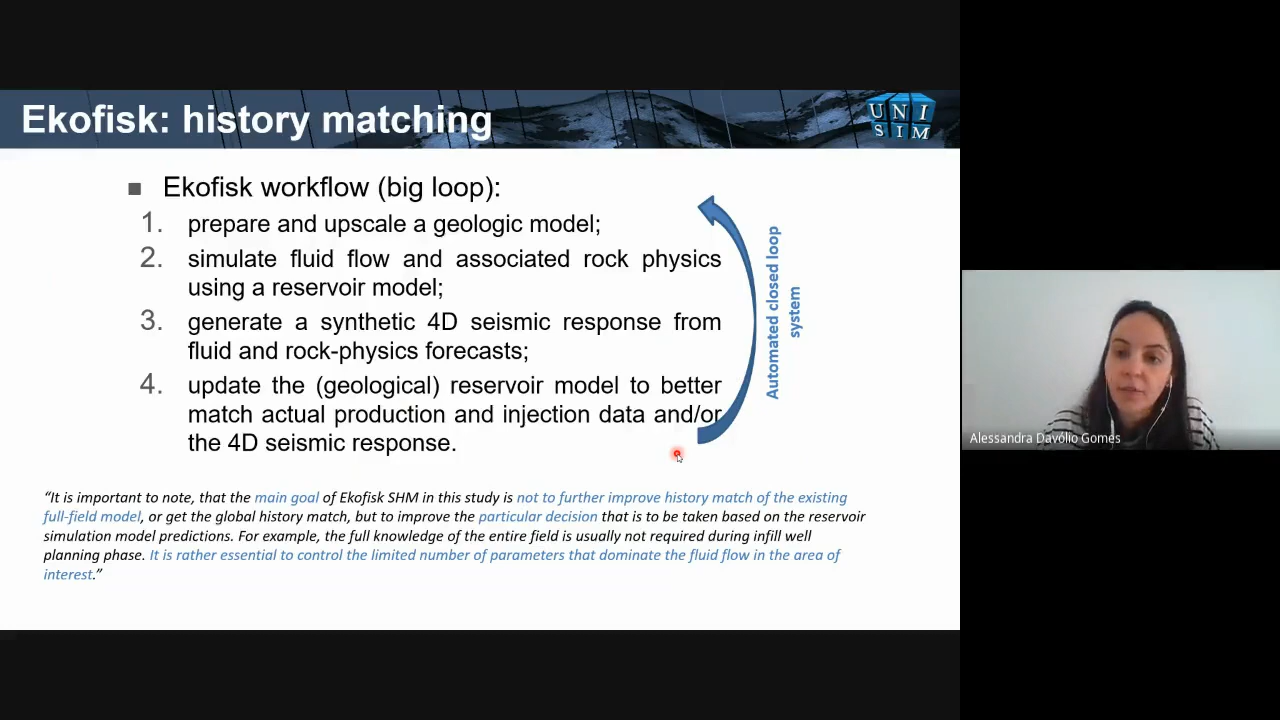 Ekofisk: history matching
UNI
SIM
Ekofisk workflow (big loop):
1. prepare and upscale a geologic model;
2. simulate fluid flow and associated rock physics
using a reservoir model;
3. generate a synthetic 4D seismic response from
fluid and rock-physics forecasts;
4. update the (geological) reservoir model to better
match actual production and injection data and/or
the 4D seismic response.
Automated closed loop
system
“It is important to note, that the main goal of Ekofisk SHM in this study is not to further improve history match of the existing
full-field model, or get the global history match, but to improve the particular decision that is to be taken based on the reservoir
simulation model predictions. For example, the full knowledge of the entire field is usually not required during infill well
planning phase. It is rather essential to control the limited number of parameters that dominate the fluid flow in the area of
interest.”
Alessandra Davólio Gomes